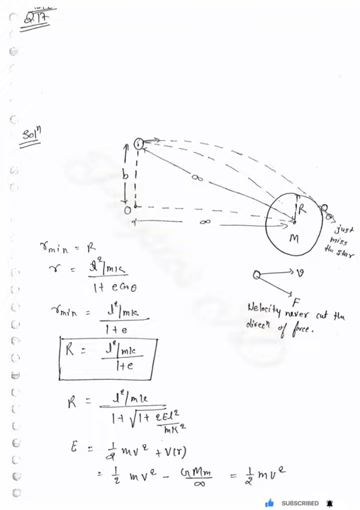 217
Soln
b
∞
∞
R
M
just
miss
the star
v
F
Velocity never cut the
direcn of force.
rmin = R
r = l²/mk / 1 + e Cosθ
rmin = l²/mk / 1 + e
R = l²/mk / 1 + e
R = l²/mk / 1 + √1 + 2El²/mk²
E = 1/2 mv² + V(r)
= 1/2 mv² - GMm/∞ = 1/2 mv²
SUBSCRIBED